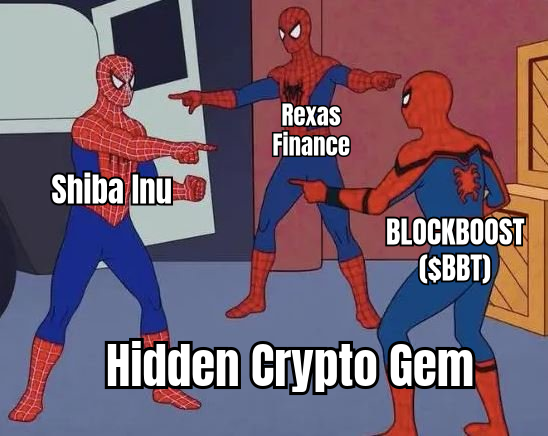 Rexas
Finance
Shiba Inu
BLOCKBOOST
($BBT)
Hidden Crypto Gem